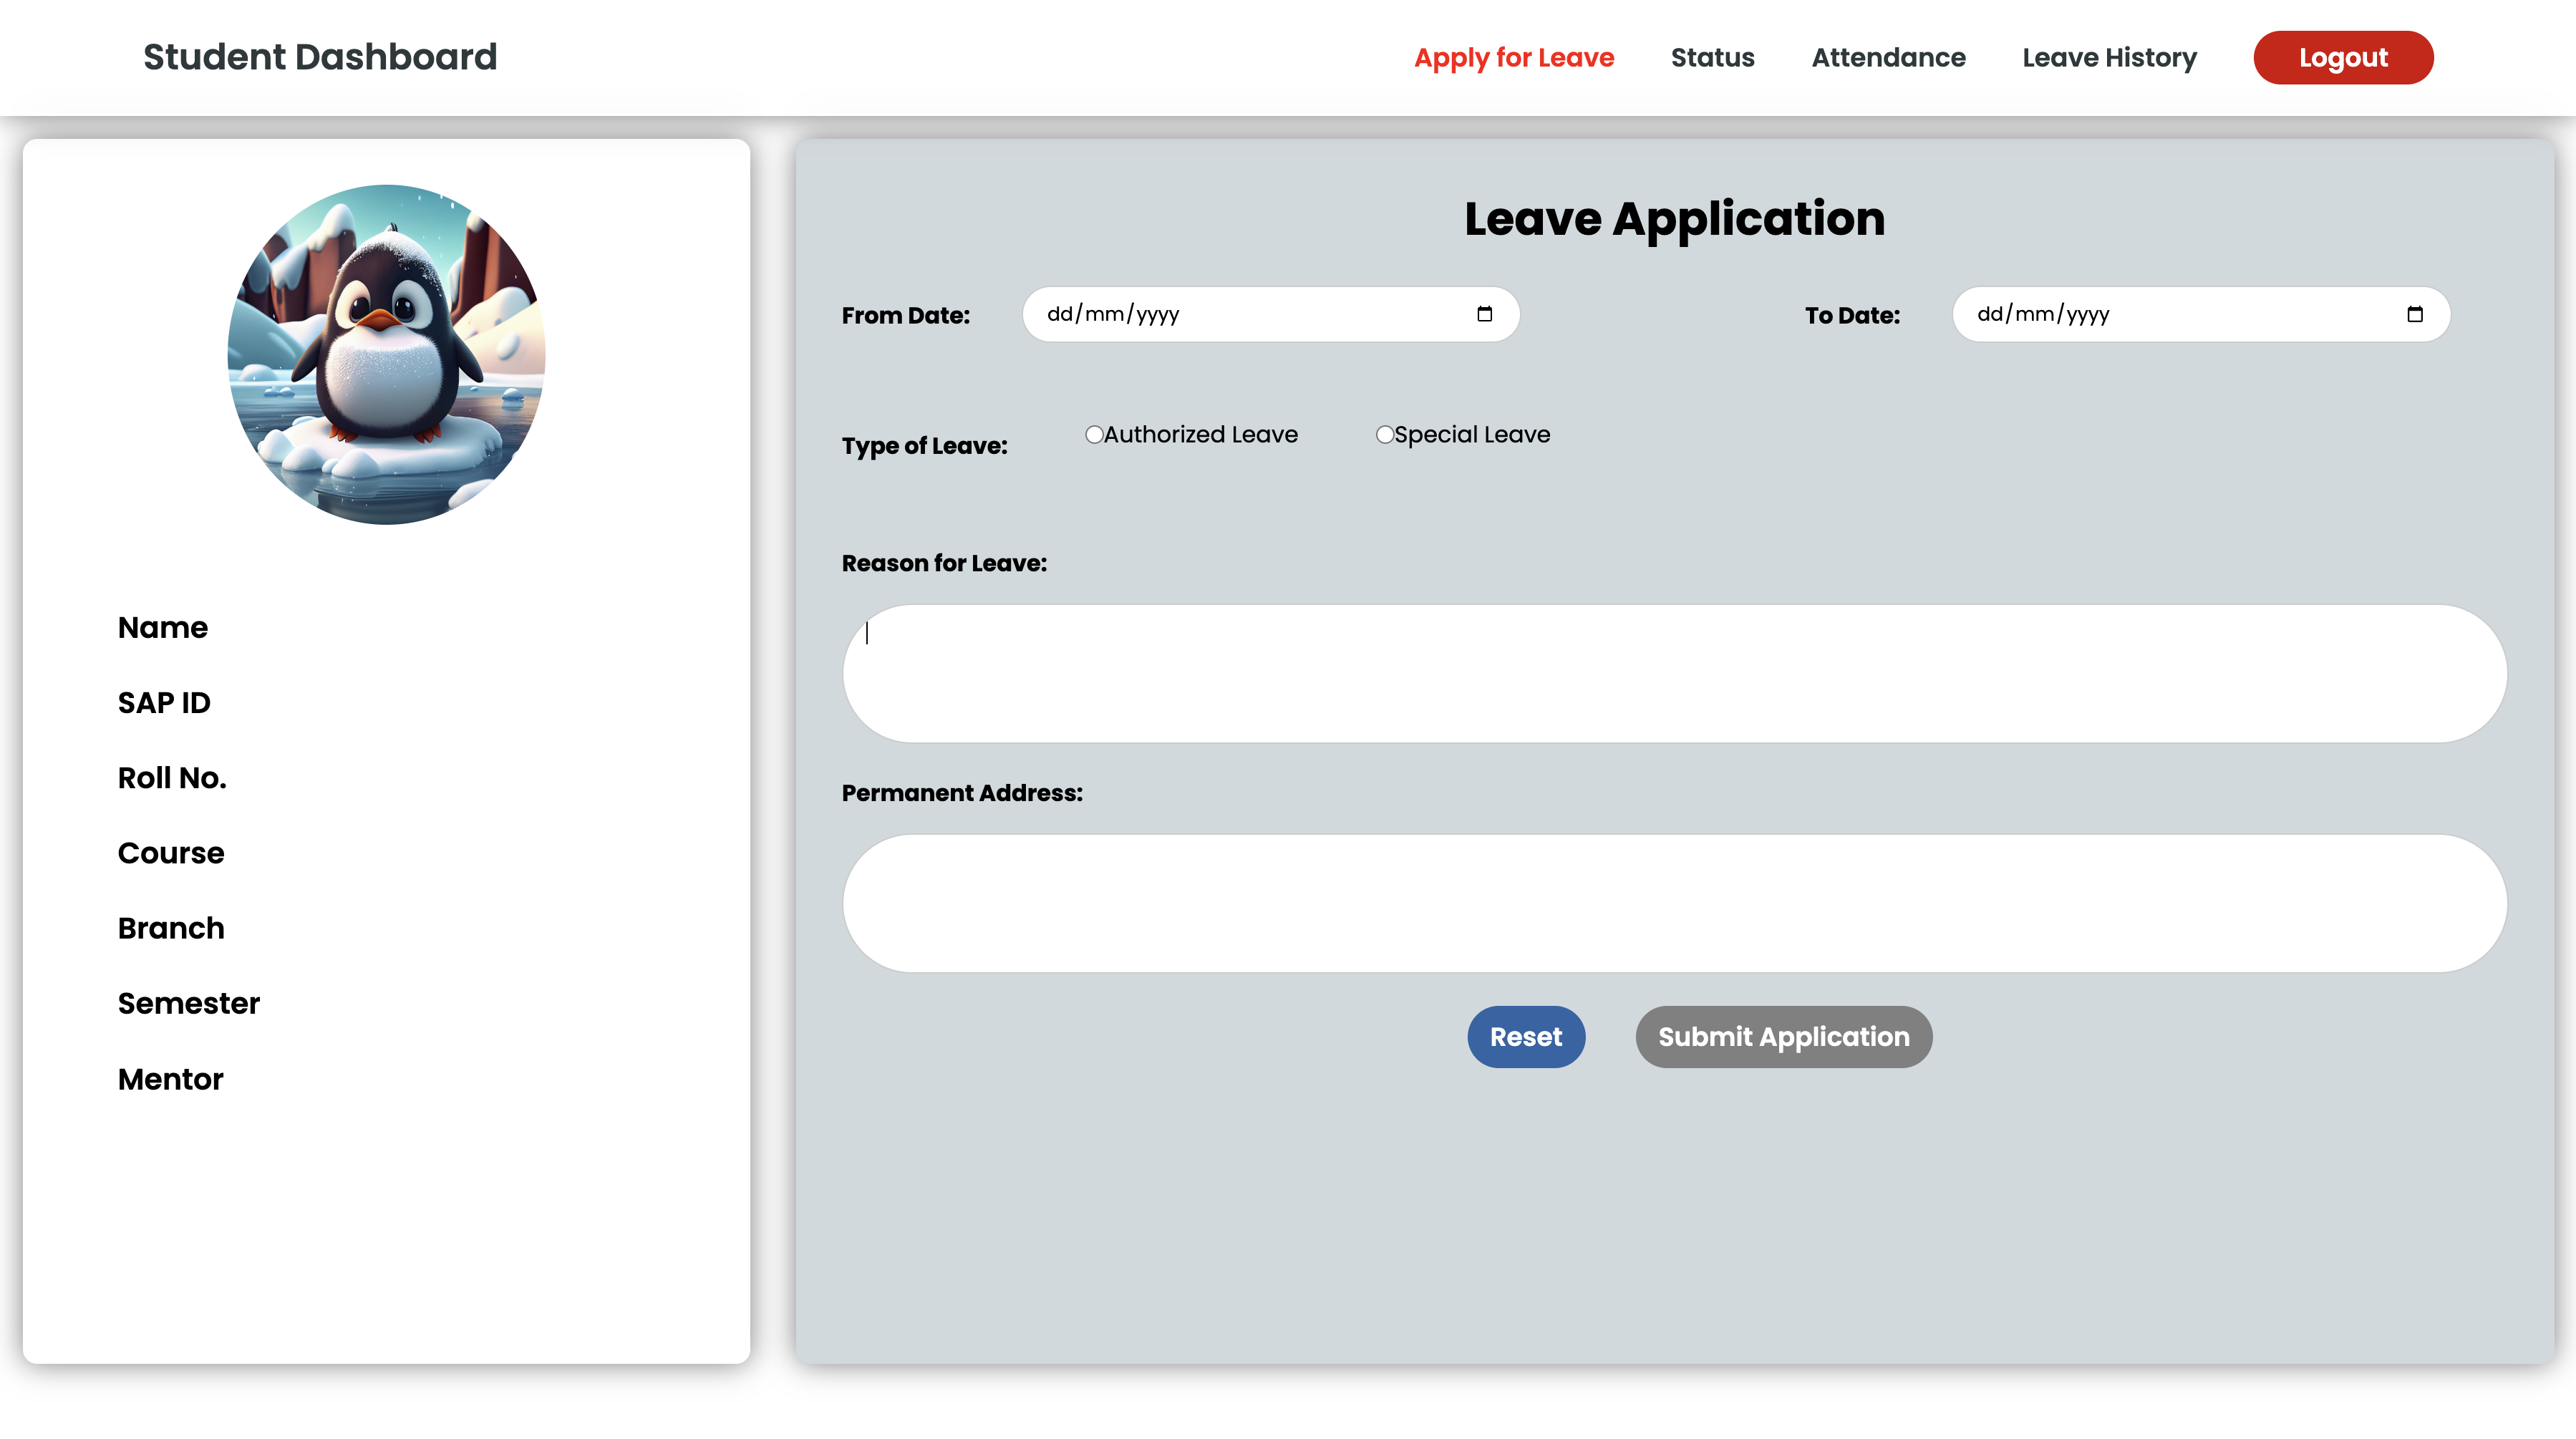 Student Dashboard
Apply for Leave
Status
Attendance
Leave History
Logout
Name
SAP ID
Roll No.
Course
Branch
Semester
Mentor
Leave Application
From Date: dd/mm/yyyy
To Date: dd/mm/yyyy
Type of Leave: Authorized Leave Special Leave
Reason for Leave:
Permanent Address:
Reset
Submit Application